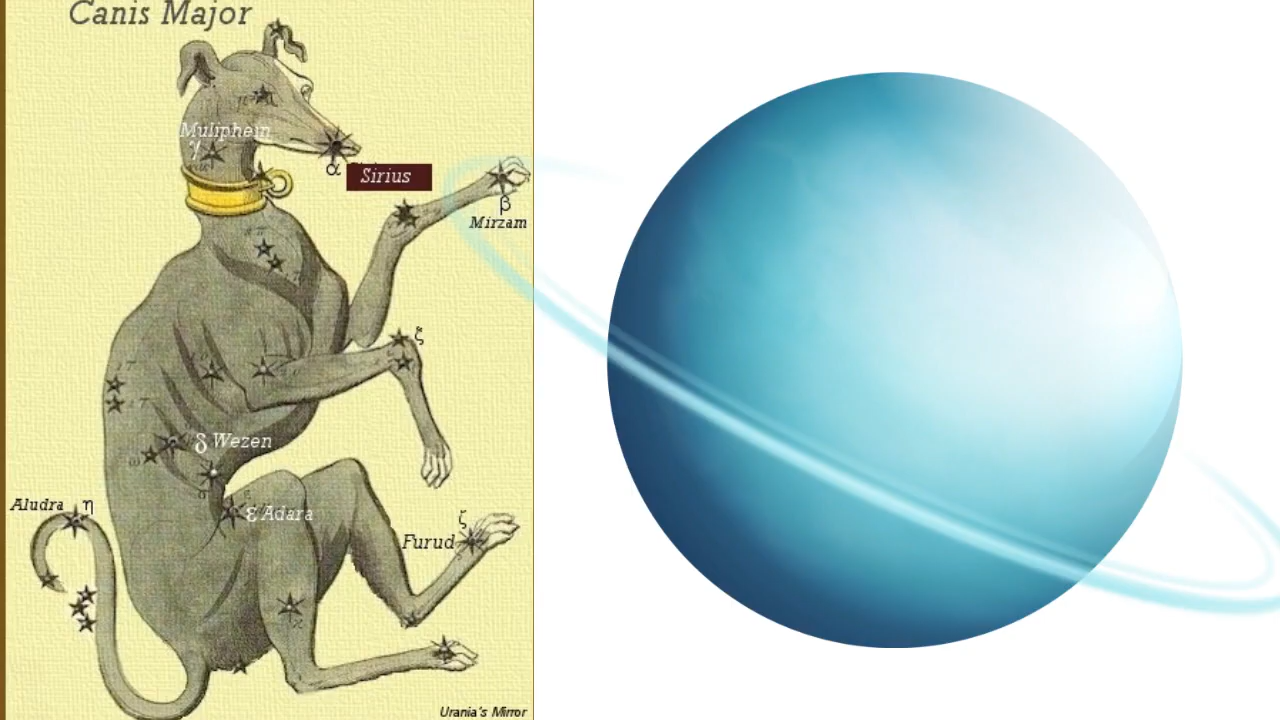 Canis Major
Muliphein
γ
α
Sirius
β
Mirzam
ξ
δ Wezen
Aludra η
ε Adara
ζ
Furud
Urania's Mirror